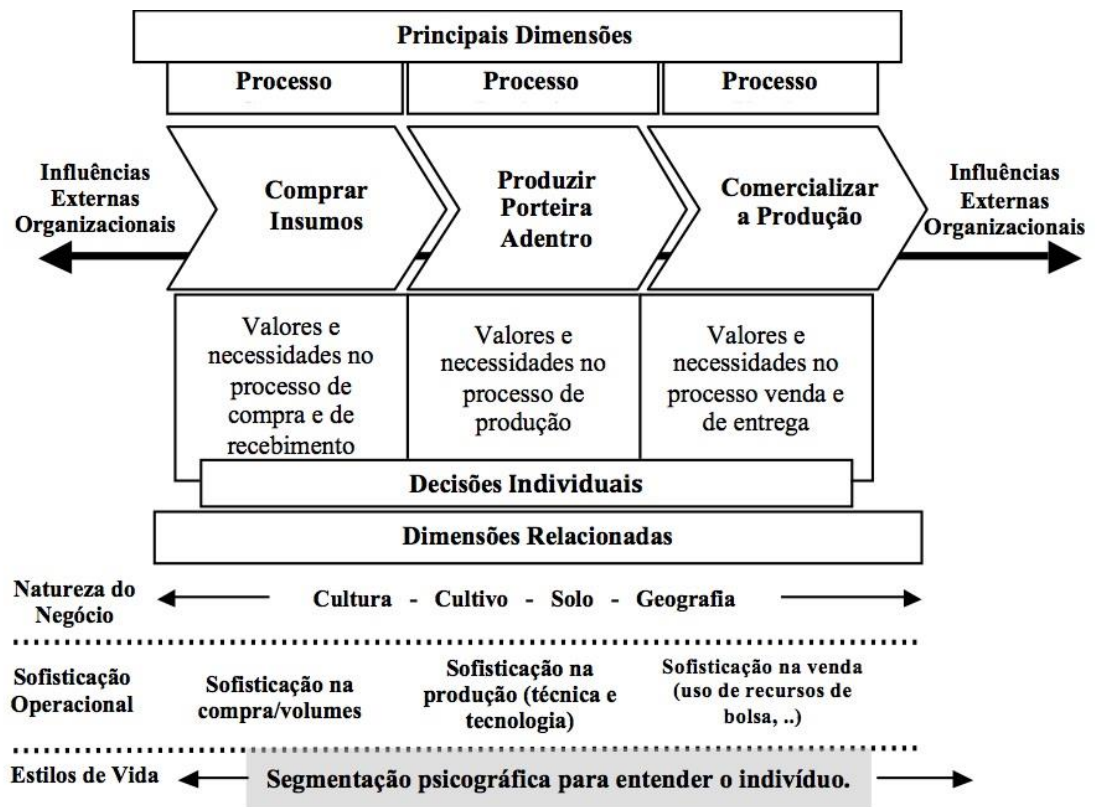 Principais Dimensões
Processo
Processo
Processo
Influências
Externas
Organizacionais
Comprar
Insumos
Produzir
Porteira
Adentro
Comercializar
a Produção
Influências
Externas
Organizacionais
Valores e
necessidades no
processo de
compra e de
recebimento
Valores e
necessidades no
processo de
produção
Valores e
necessidades no
processo venda e
de entrega
Decisões Individuais
Dimensões Relacionadas
Natureza do
Negócio
Cultura - Cultivo - Solo - Geografia
Sofisticação
Operacional
Sofisticação na
compra/volumes
Sofisticação na
produção (técnica e
tecnologia)
Sofisticação na venda
(uso de recursos de
bolsa, ..)
Estilos de Vida
Segmentação psicográfica para entender o indivíduo.